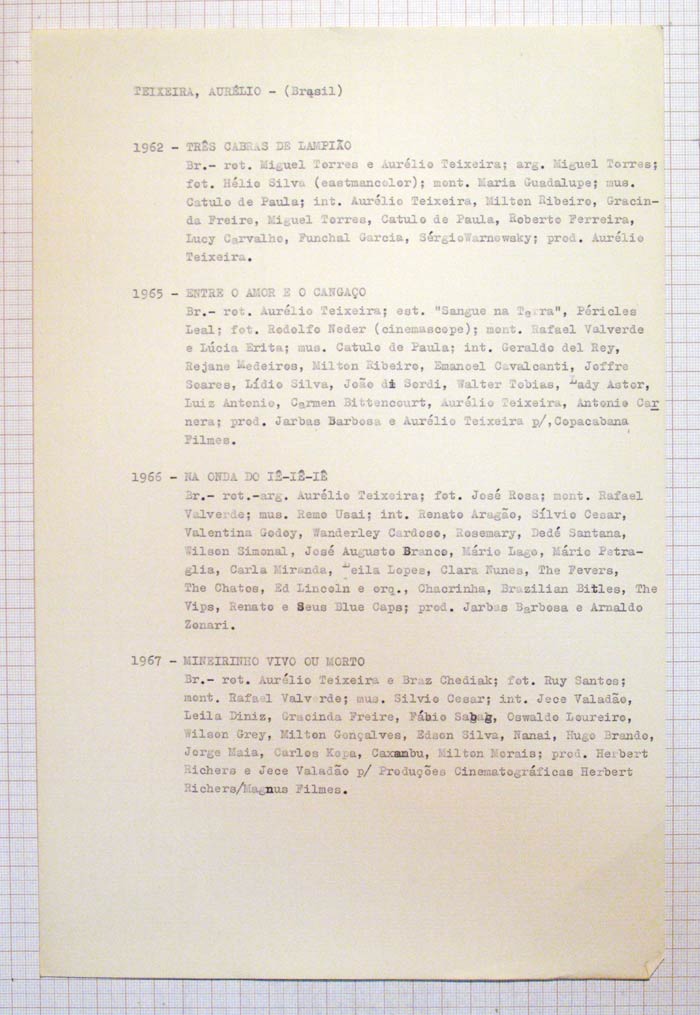 TEIXEIRA, AURÉLIO - (Brasil)
1962 - TRÊS CABRAS DE LAMPIÃO
Br.- rot. Miguel Torres e Aurélio Teixeira; arg. Miguel Torres;
fot. Hélio Silva (eastmancolor); mont. Maria Guadalupe; mus.
Catulo de Paula; int. Aurélio Teixeira, Milton Ribeiro, Gracin-
da Freire, Miguel Torres, Catulo de Paula, Roberto Ferreira,
Lucy Carvalho, Funchal Garcia, SérgioWarnowsky; prod. Aurélio
Teixeira.
1965 - ENTRE O AMOR E O CANGAÇO
Br.- rot. Aurélio Teixeira; est. "Sangue na Terra", Péricles
Leal; fot. Rodolfo Neder (cinemascope); mont. Rafael Valverde
e Lúcia Erita; mus. Catulo de Paula; int. Geraldo del Rey,
Rejane Medeiros, Milton Ribeiro, Emanoel Cavalcanti, Joffre
Soares, Lídio Silva, João di Sordi, Walter Tobias, Lady Astor,
Luiz Antonio, Carmen Bittencourt, Aurélio Teixeira, Antonio Car
nera; prod. Jarbas Barbosa e Aurélio Teixeira p/,Copacabana
Filmes.
1966 - NA ONDA DO IÊ-IÊ-IÊ
Br.- rot.-arg. Aurélio Teixeira; fot. José Rosa; mont. Rafael
Valverde; mus. Remo Usai; int. Renato Aragão, Sílvio Cesar,
Valentina Godoy, Wanderley Cardoso, Rosemary, Dedé Santana,
Wilson Simonal, José Augusto Branco, Mário Lago, Mário Petra-
glia, Carla Miranda, Leila Lopes, Clara Nunes, The Fevers,
The Chatos, Ed Lincoln e orq., Chacrinha, Brazilian Bitles, The
Vips, Renato e Seus Blue Caps; prod. Jarbas Barbosa e Arnaldo
Zonari.
1967 - MINEIRINHO VIVO OU MORTO
Br.- rot. Aurélio Teixeira e Braz Chediak; fot. Ruy Santos;
mont. Rafael Valverde; mus. Silvio Cesar; int. Jece Valadão,
Leila Diniz, Gracinda Freire, Fábio Sabag, Oswaldo Loureiro,
Wilson Grey, Milton Gonçalves, Edson Silva, Nanai, Hugo Brando,
Jorge Maia, Carlos Kopa, Caxanbu, Milton Morais; prod. Herbert
Richers e Jece Valadão p/ Produções Cinematográficas Herbert
Richers/Magnus Filmes.